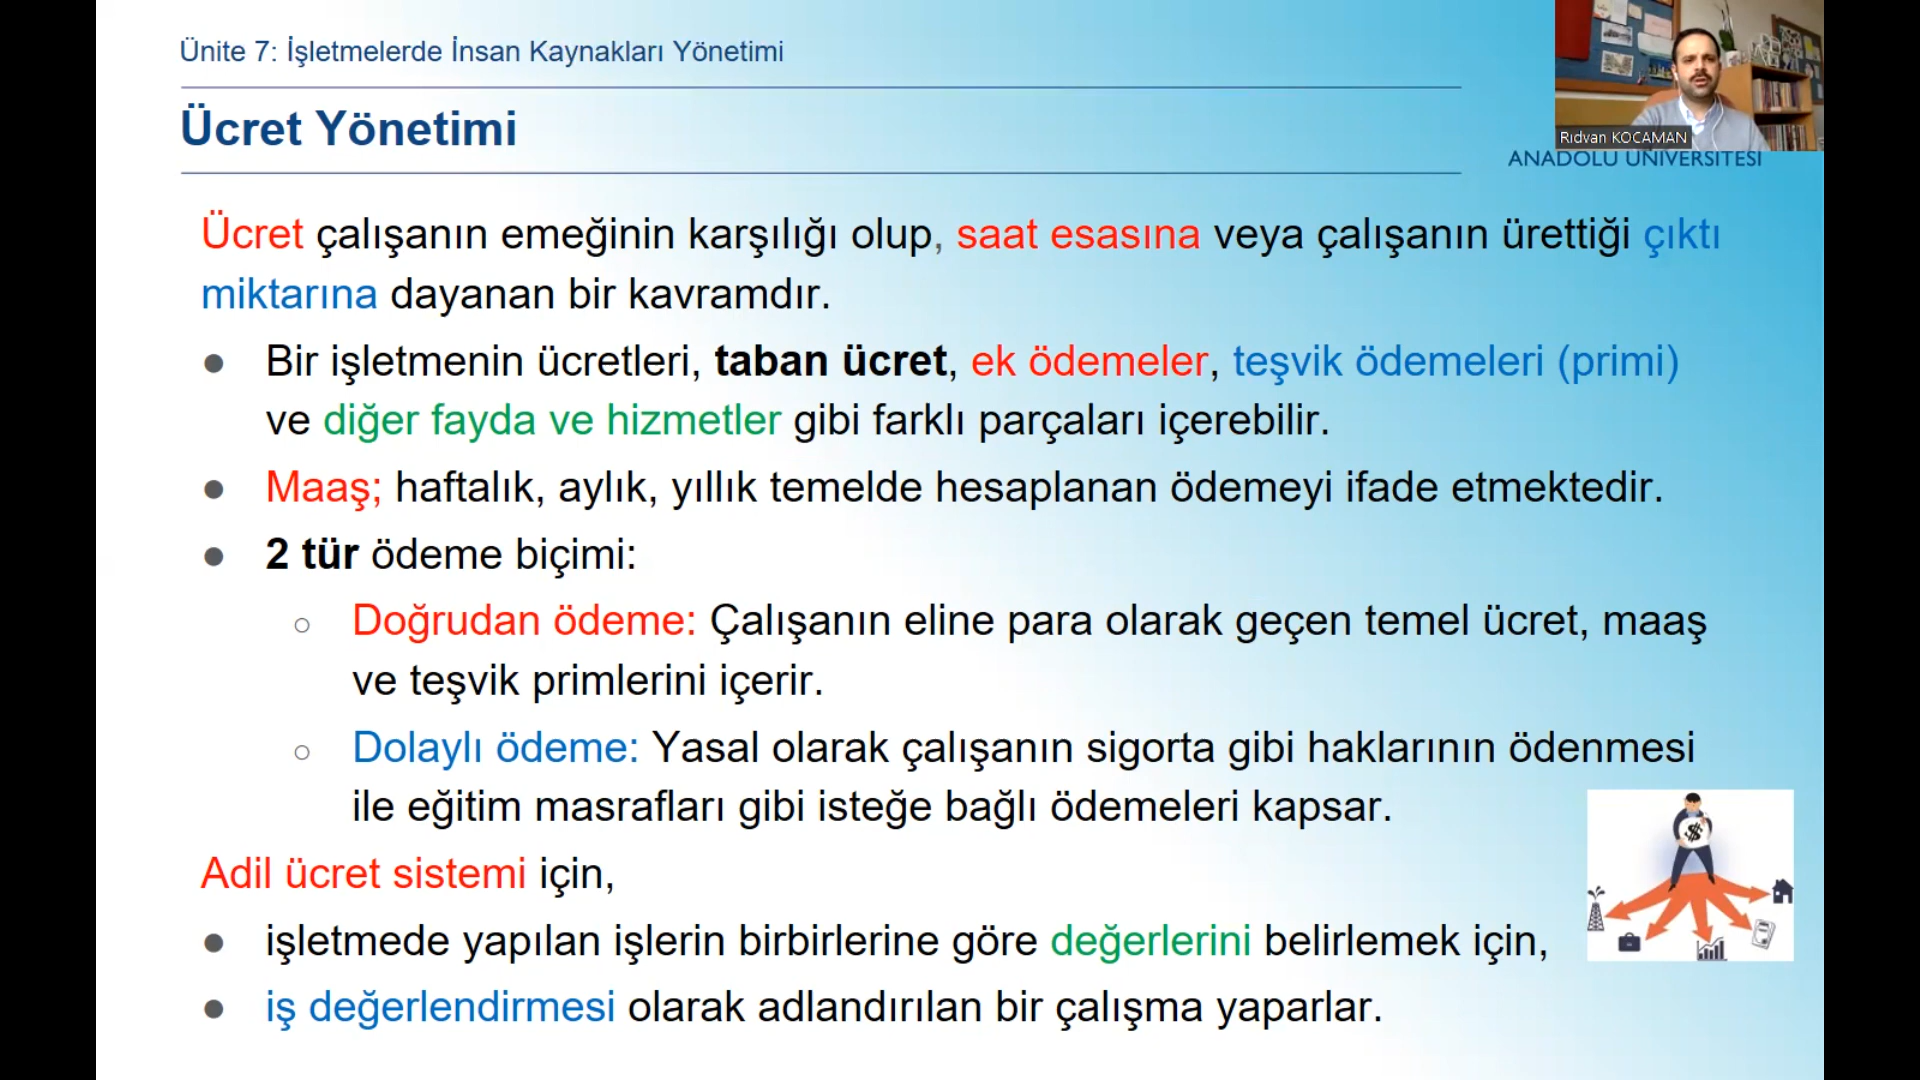 Ünite 7: İşletmelerde İnsan Kaynakları Yönetimi
Ücret Yönetimi
Rıdvan KOCAMAN
ANADOLU ÜNİVERSİTESİ
Ücret çalışanın emeğinin karşılığı olup, saat esasına veya çalışanın ürettiği çıktı
miktarına dayanan bir kavramdır.
● Bir işletmenin ücretleri, taban ücret, ek ödemeler, teşvik ödemeleri (primi)
ve diğer fayda ve hizmetler gibi farklı parçaları içerebilir.
● Maaş; haftalık, aylık, yıllık temelde hesaplanan ödemeyi ifade etmektedir.
● 2 tür ödeme biçimi:
○ Doğrudan ödeme: Çalışanın eline para olarak geçen temel ücret, maaş
ve teşvik primlerini içerir.
○ Dolaylı ödeme: Yasal olarak çalışanın sigorta gibi haklarının ödenmesi
ile eğitim masrafları gibi isteğe bağlı ödemeleri kapsar.
$
Adil ücret sistemi için,
● işletmede yapılan işlerin birbirlerine göre değerlerini belirlemek için,
● iş değerlendirmesi olarak adlandırılan bir çalışma yaparlar.